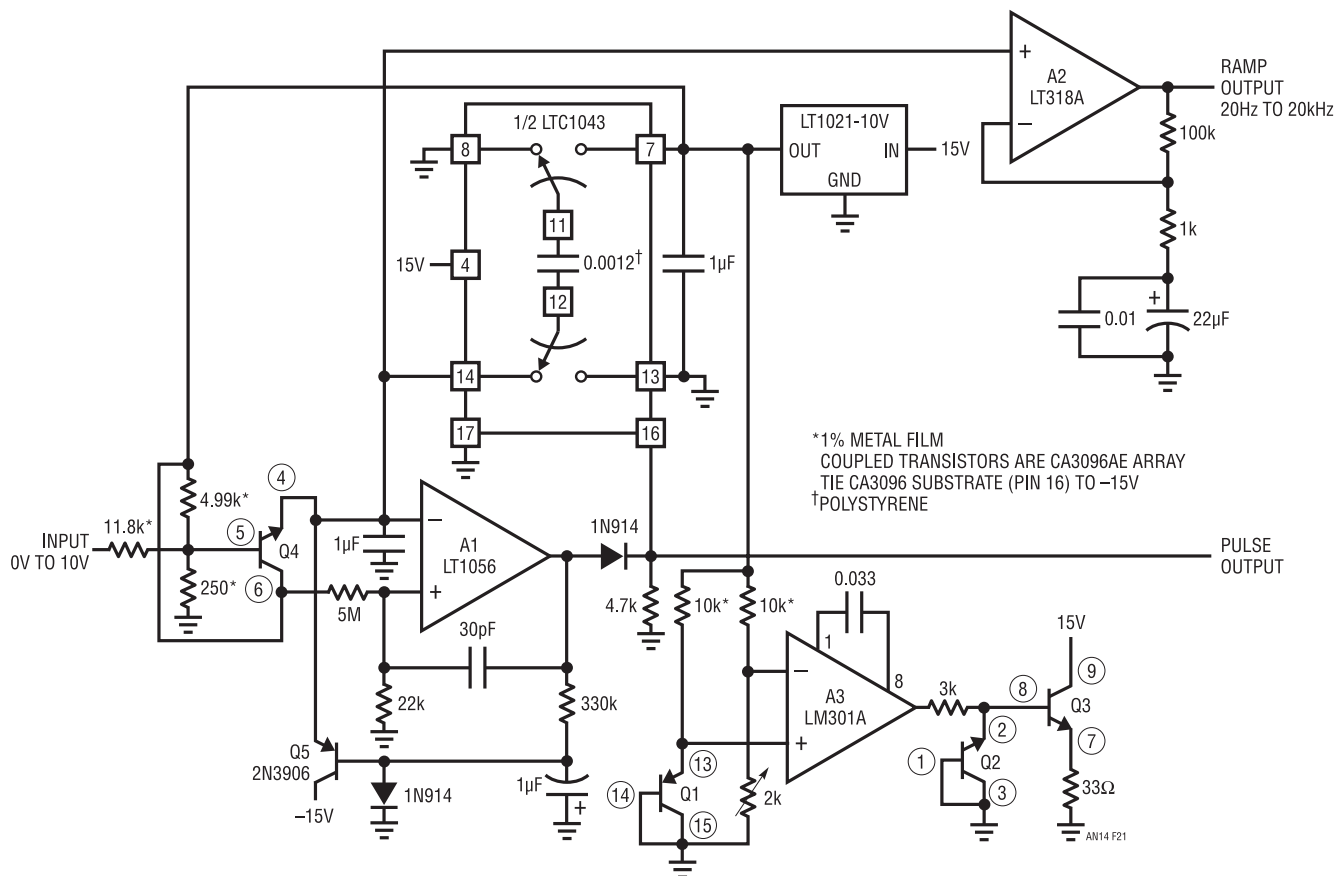 A2
LT318A
+
−
RAMP
OUTPUT
20Hz TO 20kHz
100k
1k
0.01
+
22µF
1/2 LTC1043
8
7
11
0.0012†
12
15V
4
14
13
17
16
1µF
LT1021-10V
OUT
IN
GND
15V
*1% METAL FILM
COUPLED TRANSISTORS ARE CA3096AE ARRAY
TIE CA3096 SUBSTRATE (PIN 16) TO –15V
†POLYSTYRENE
INPUT
0V TO 10V
11.8k*
4.99k*
250*
4
5
6
Q4
1µF
5M
−
+
A1
LT1056
30pF
22k
330k
1N914
4.7k
PULSE
OUTPUT
Q5
2N3906
–15V
1N914
1µF
+
10k*
10k*
0.033
1
8
−
+
A3
LM301A
13
14
15
Q1
2k
3k
1
2
3
Q2
15V
8
9
7
Q3
33Ω
AN14 F21